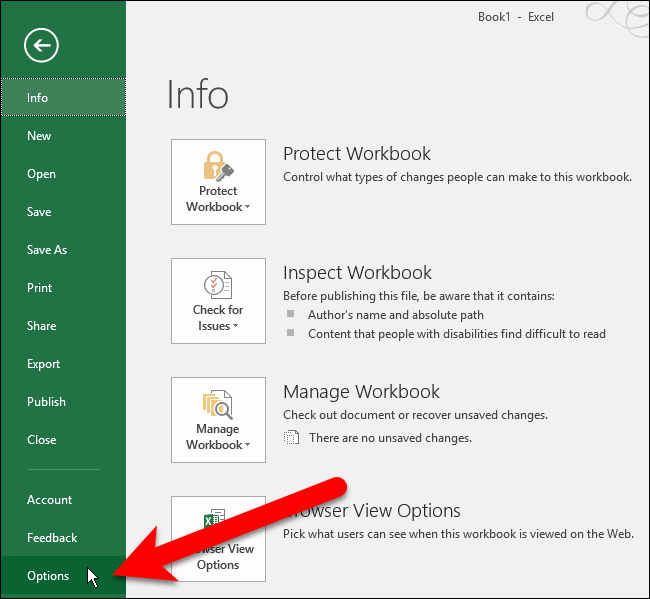 Book1 - Excel
Info
New
Open
Save
Save As
Print
Share
Export
Publish
Close
Account
Feedback
Options
Info
Protect
Workbook
Protect Workbook
Control what types of changes people can make to this workbook.
Check for
Issues
Inspect Workbook
Before publishing this file, be aware that it contains:
Author's name and absolute path
Content that people with disabilities find difficult to read
Manage
Workbook
Manage Workbook
Check out document or recover unsaved changes.
There are no unsaved changes.
Browser View
Options
Browser View Options
Pick what users can see when this workbook is viewed on the Web.